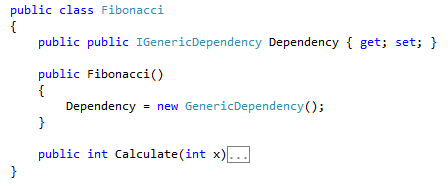 public class Fibonacci
{
public public IGenericDependency Dependency { get; set; }
public Fibonacci()
{
Dependency = new GenericDependency();
}
public int Calculate(int x)...
}